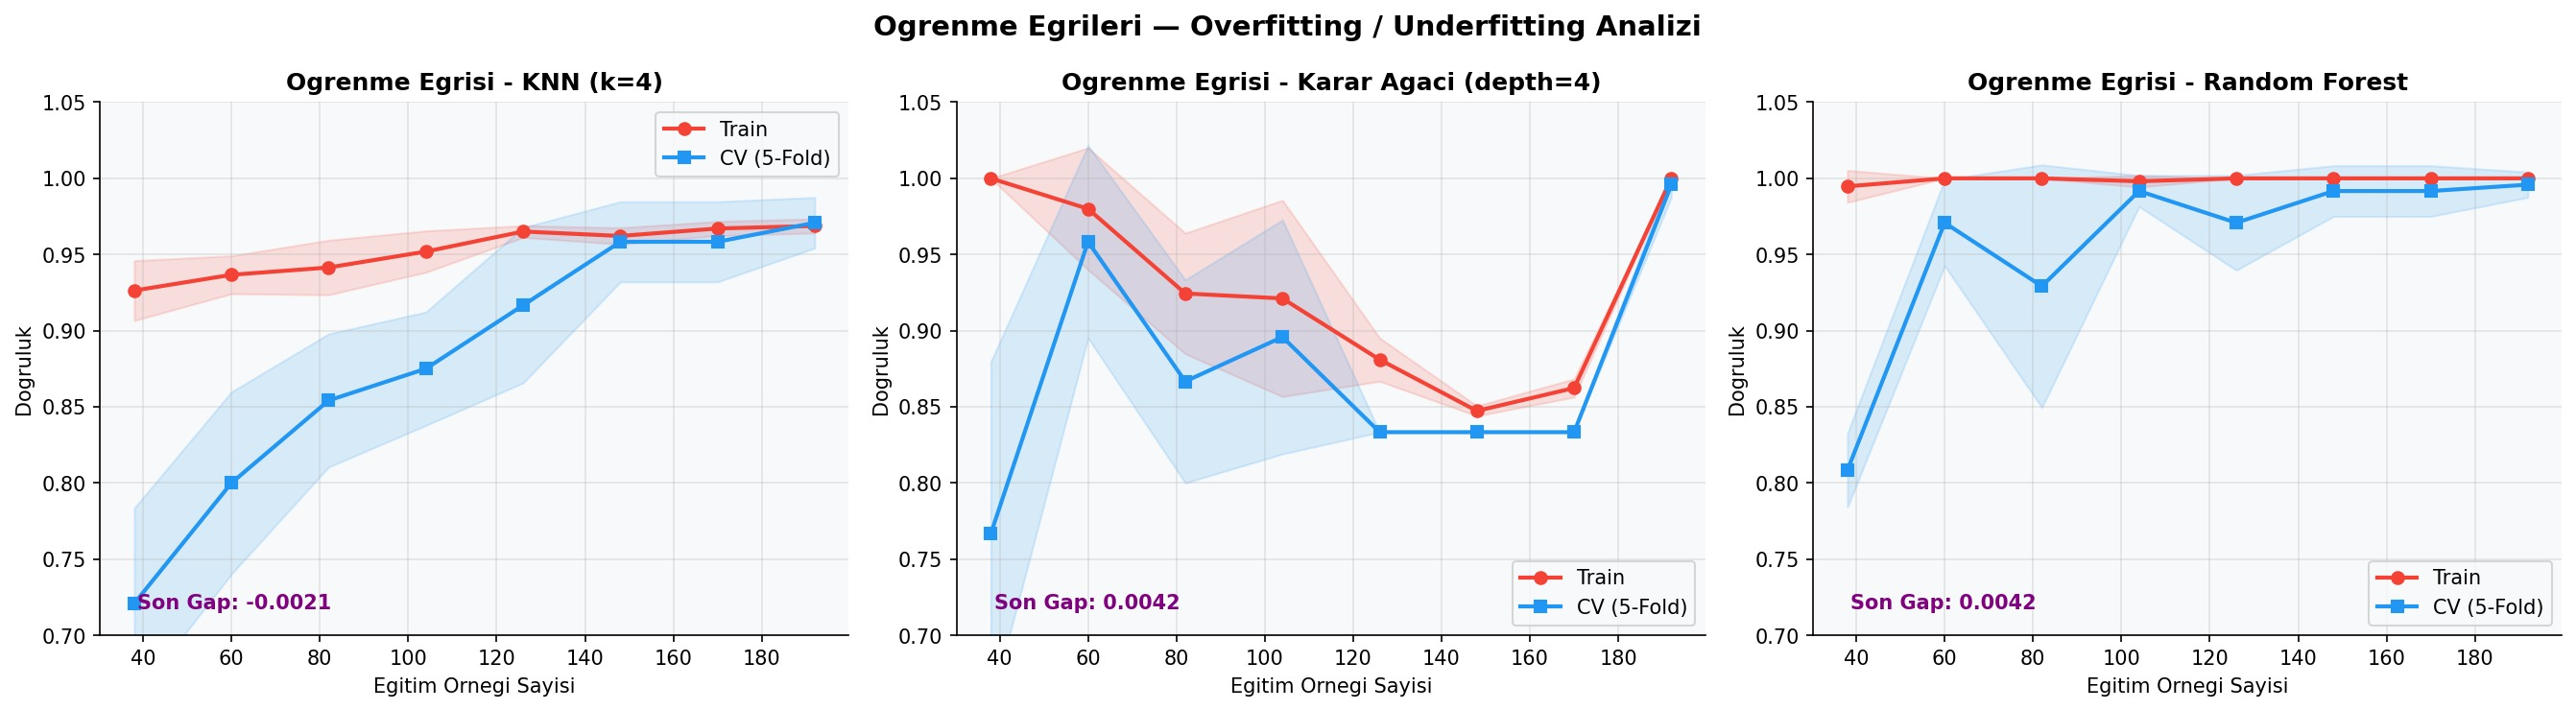 Ogrenme Egrileri — Overfitting / Underfitting Analizi
Ogrenme Egrisi - KNN (k=4)
1.05
1.00
0.95
0.90
0.85
0.80
0.75
0.70
Dogruluk
Train
CV (5-Fold)
Son Gap: -0.0021
40 60 80 100 120 140 160 180
Egitim Ornegi Sayisi
Ogrenme Egrisi - Karar Agaci (depth=4)
1.05
1.00
0.95
0.90
0.85
0.80
0.75
0.70
Dogruluk
Son Gap: 0.0042
Train
CV (5-Fold)
40 60 80 100 120 140 160 180
Egitim Ornegi Sayisi
Ogrenme Egrisi - Random Forest
1.05
1.00
0.95
0.90
0.85
0.80
0.75
0.70
Dogruluk
Son Gap: 0.0042
Train
CV (5-Fold)
40 60 80 100 120 140 160 180
Egitim Ornegi Sayisi